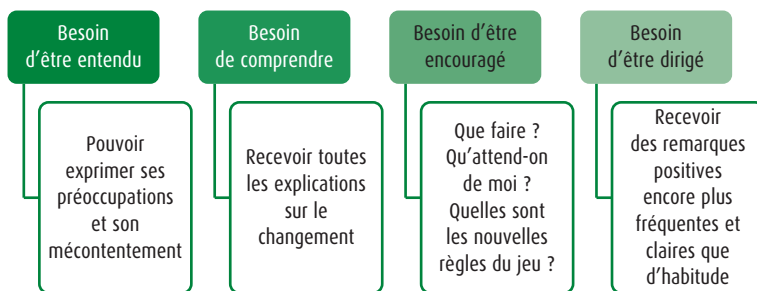 Besoin
d'être entendu
Pouvoir
exprimer ses
préoccupations
et son
mécontentement
Besoin
de comprendre
Recevoir toutes
les explications
sur le
changement
Besoin d'être
encouragé
Que faire ?
Qu'attend-on
de moi ?
Quelles sont
les nouvelles
règles du jeu ?
Besoin
d'être dirigé
Recevoir
des remarques
positives
encore plus
fréquentes et
claires que
d'habitude